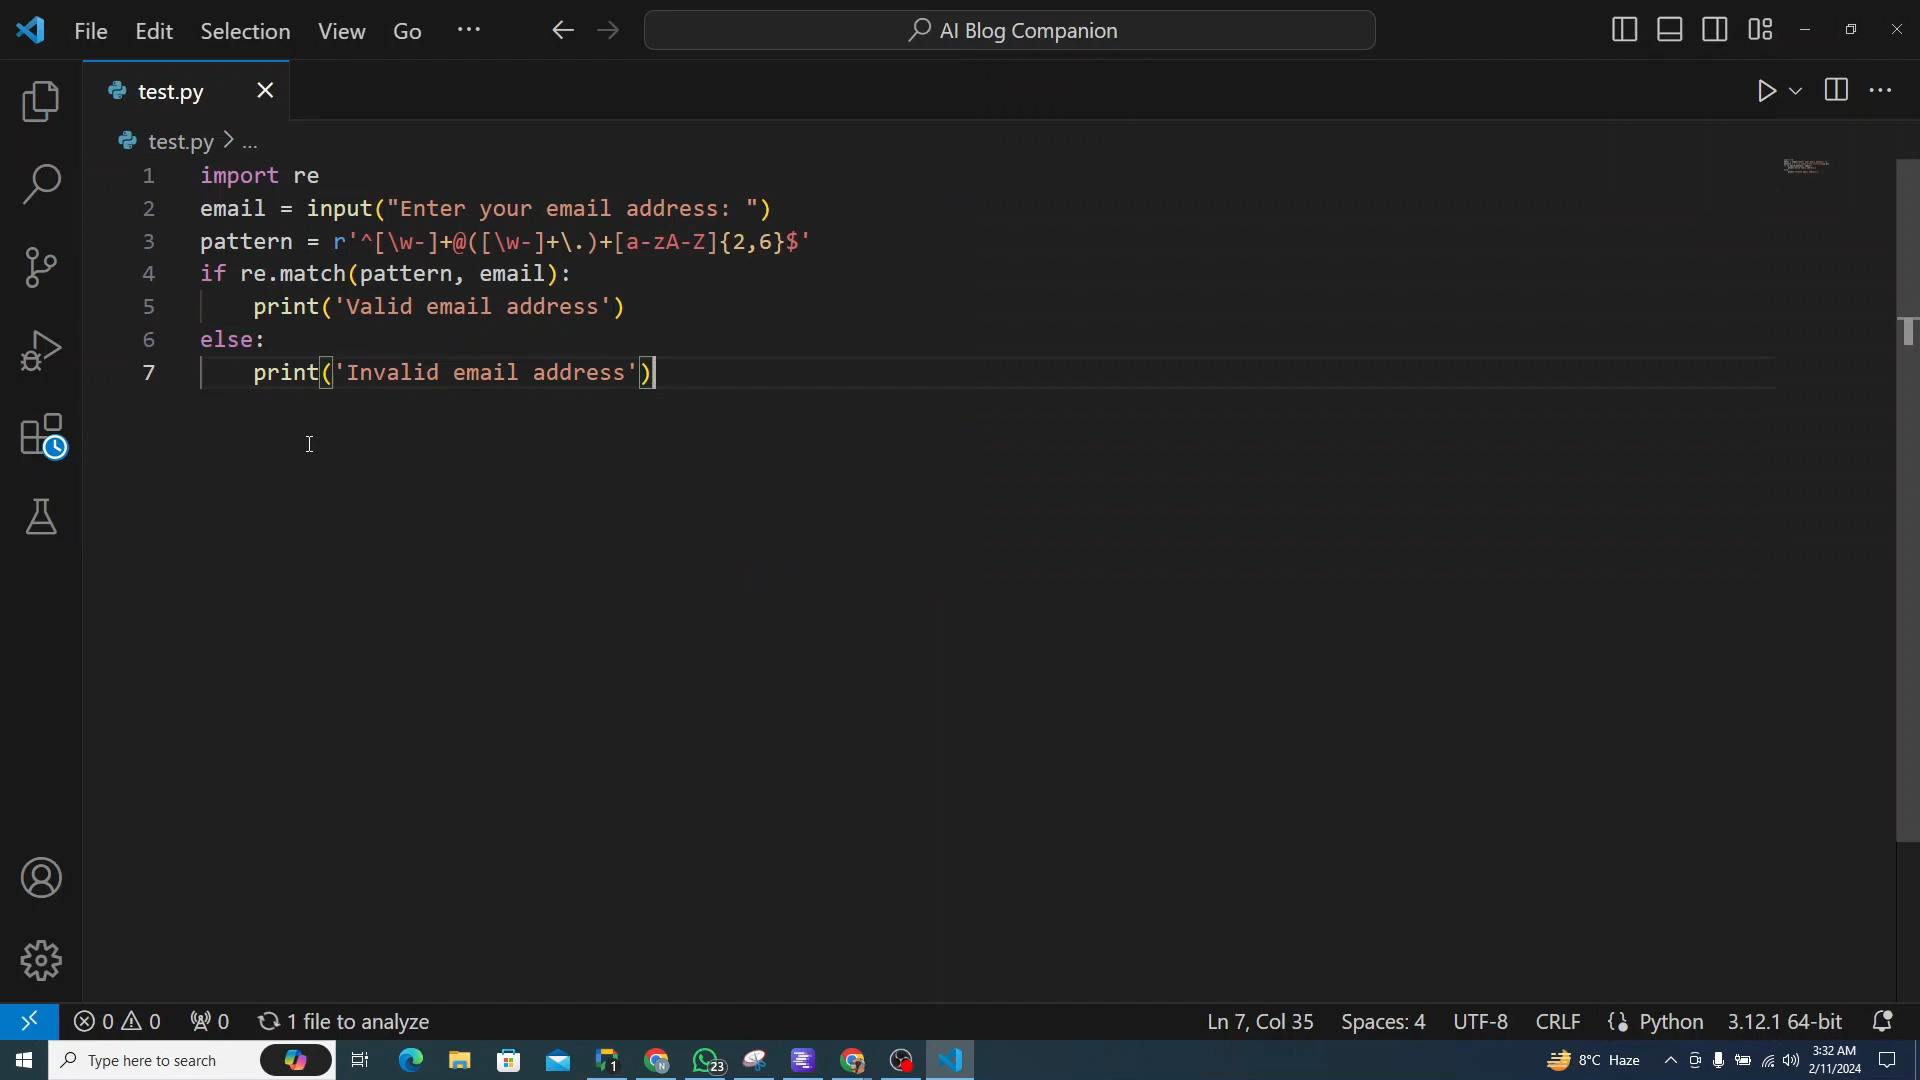 File Edit Selection View Go ··· AI Blog Companion
test.py
test.py > ...
1 import re
2 email = input("Enter your email address: ")
3 pattern = r'^[\w-]+@([\w-]+\.)+[a-zA-Z]{2,6}$'
4 if re.match(pattern, email):
5 print('Valid email address')
6 else:
7 print('Invalid email address')
0 0 0 1 file to analyze Ln 7, Col 35 Spaces: 4 UTF-8 CRLF {} Python 3.12.1 64-bit
Type here to search 1 N 23 8°C Haze 3:32 AM
2/11/2024